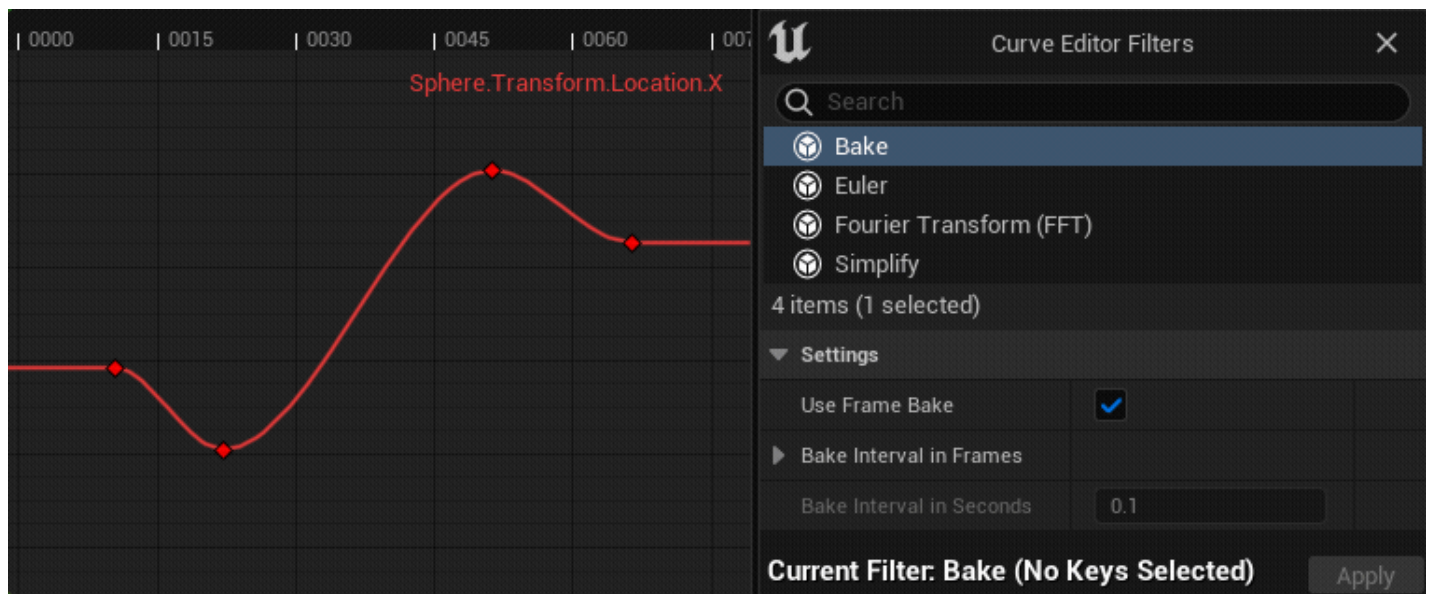 0000 0015 0030 0045 0060 007
Sphere.Transform.Location.X
Curve Editor Filters
Search
Bake
Euler
Fourier Transform (FFT)
Simplify
4 items (1 selected)
Settings
Use Frame Bake
Bake Interval in Frames
Bake Interval in Seconds 0.1
Current Filter: Bake (No Keys Selected) Apply